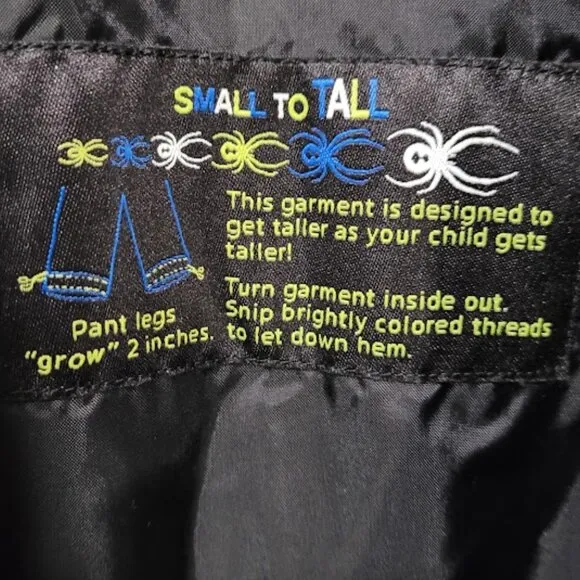 SMALL TO TALL
This garment is designed to
get taller as your child gets
taller!
Turn garment inside out.
Snip brightly colored threads
to let down hem.
Pant legs
"grow" 2 inches.